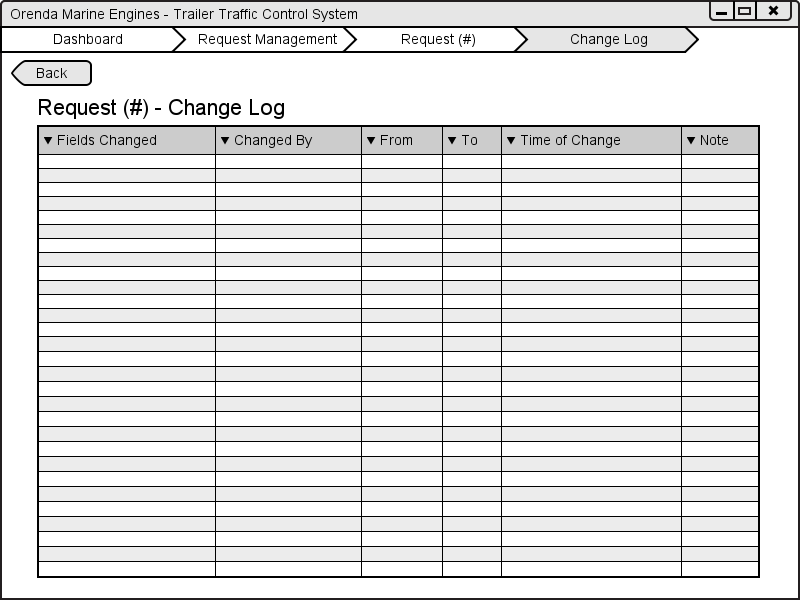 Orenda Marine Engines - Trailer Traffic Control System
Dashboard Request Management Request (#) Change Log
Back
Request (#) - Change Log
Fields Changed Changed By From To Time of Change Note